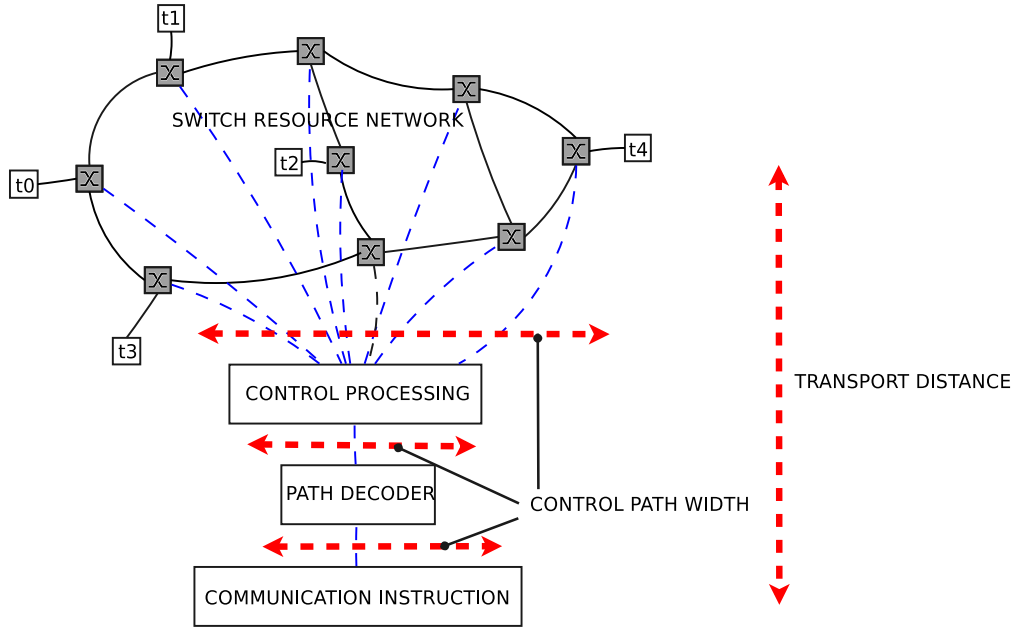 t1
SWITCH RESOURCE NETWORK
t2
t4
t0
t3
CONTROL PROCESSING
TRANSPORT DISTANCE
PATH DECODER
CONTROL PATH WIDTH
COMMUNICATION INSTRUCTION